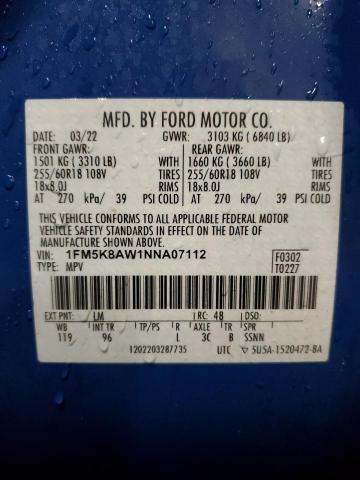 MFD. BY FORD MOTOR CO.
DATE: 03/22 GVWR: 3103 KG ( 6840 LB)
FRONT GAWR: REAR GAWR:
1501 KG ( 3310 LB) WITH 1660 KG ( 3660 LB) WITH
255/60R18 108V TIRES 255/60R18 108V TIRES
18x8.0J RIMS 18x8.0J RIMS
AT 270 kPa/ 39 PSI COLD AT 270 kPa/ 39 PSI COLD
THIS VEHICLE CONFORMS TO ALL APPLICABLE FEDERAL MOTOR
VEHICLE SAFETY AND THEFT PREVENTION STANDARDS IN EFFECT ON THE DATE OF
MANUFACTURE SHOWN ABOVE.
VIN: 1FM5K8AW1NNA07112 F0302
TYPE: MPV T0227
EXT PNT: LM RC: 48 DSO:
WB INT TR TP/PS R AXLE TR SPR
119 96 L 3C B SSNN
1202203287735 UTC 5U5A-1520472-BA